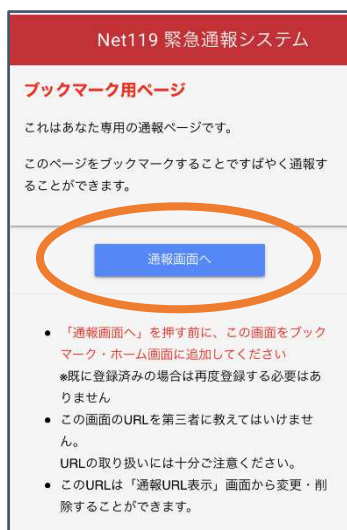 Net119 緊急通報システム
ブックマーク用ページ
これはあなた専用の通報ページです。
このページをブックマークすることですばやく通報す
ることができます。
通報画面へ
• 「通報画面へ」を押す前に、この画面をブック
マーク・ホーム画面に追加してください
※既に登録済みの場合は再度登録する必要はあ
りません
• この画面のURLを第三者に教えてはいけませ
ん。
URLの取り扱いには十分ご注意ください。
• このURLは「通報URL表示」画面から変更・削
除することができます。